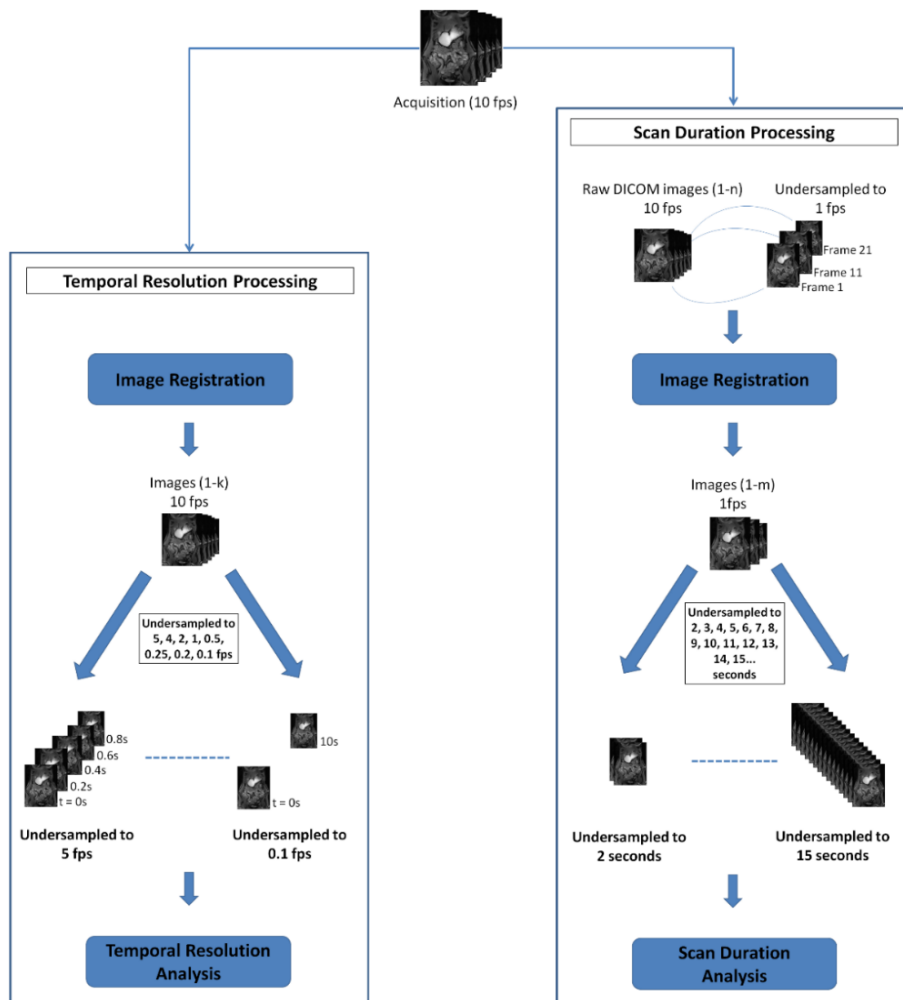 Acquisition (10 fps)
Temporal Resolution Processing
Image Registration
Images (1-k)
10 fps
Undersampled to
5, 4, 2, 1, 0.5,
0.25, 0.2, 0.1 fps
0.8s
0.6s
0.4s
0.2s
t = 0s
10s
t = 0s
Undersampled to
5 fps
Undersampled to
0.1 fps
Temporal Resolution
Analysis
Scan Duration Processing
Raw DICOM images (1-n)
10 fps
Undersampled to
1 fps
Frame 21
Frame 11
Frame 1
Image Registration
Images (1-m)
1fps
Undersampled to
2, 3, 4, 5, 6, 7, 8,
9, 10, 11, 12, 13,
14, 15...
seconds
Undersampled to
2 seconds
Undersampled to
15 seconds
Scan Duration
Analysis